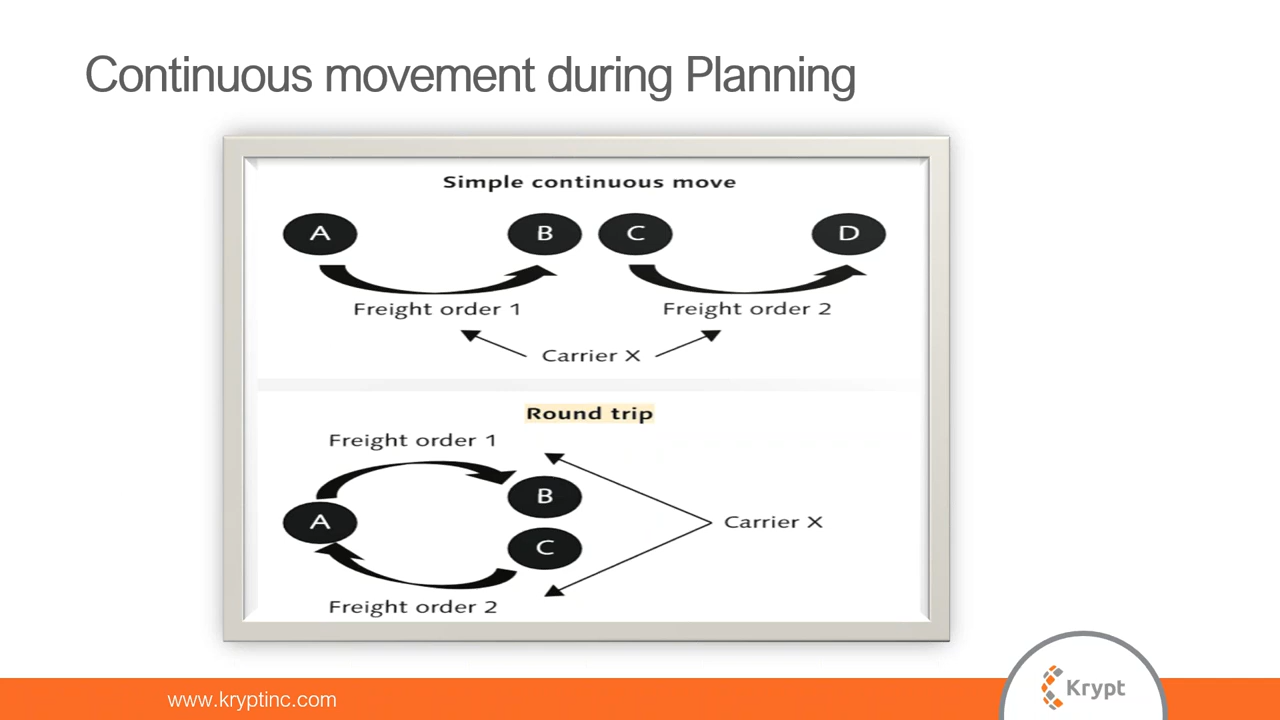 Continuous movement during Planning
Simple continuous move
A B C D
Freight order 1 Freight order 2
Carrier X
Round trip
Freight order 1
B
A Carrier X
C
Freight order 2
www.kryptinc.com
Krypt